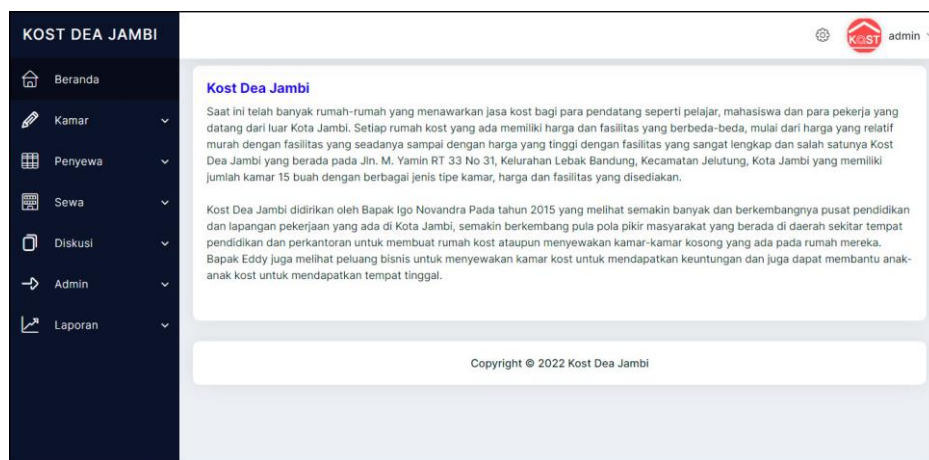 KOST DEA JAMBI
KOST
admin
Beranda
Kamar
Penyewa
Sewa
Diskusi
Admin
Laporan
Kost Dea Jambi
Saat ini telah banyak rumah-rumah yang menawarkan jasa kost bagi para pendatang seperti pelajar, mahasiswa dan para pekerja yang
datang dari luar Kota Jambi. Setiap rumah kost yang ada memiliki harga dan fasilitas yang berbeda-beda, mulai dari harga yang relatif
murah dengan fasilitas yang seadanya sampai dengan harga yang tinggi dengan fasilitas yang sangat lengkap dan salah satunya Kost
Dea Jambi yang berada pada Jln. M. Yamin RT 33 No 31, Kelurahan Lebak Bandung, Kecamatan Jelutung, Kota Jambi yang memiliki
jumlah kamar 15 buah dengan berbagai jenis tipe kamar, harga dan fasilitas yang disediakan.
Kost Dea Jambi didirikan oleh Bapak Igo Novandra Pada tahun 2015 yang melihat semakin banyak dan berkembangnya pusat pendidikan
dan lapangan pekerjaan yang ada di Kota Jambi, semakin berkembang pula pola pikir masyarakat yang berada di daerah sekitar tempat
pendidikan dan perkantoran untuk membuat rumah kost ataupun menyewakan kamar-kamar kosong yang ada pada rumah mereka.
Bapak Eddy juga melihat peluang bisnis untuk menyewakan kamar kost untuk mendapatkan keuntungan dan juga dapat membantu anak-
anak kost untuk mendapatkan tempat tinggal.
Copyright © 2022 Kost Dea Jambi